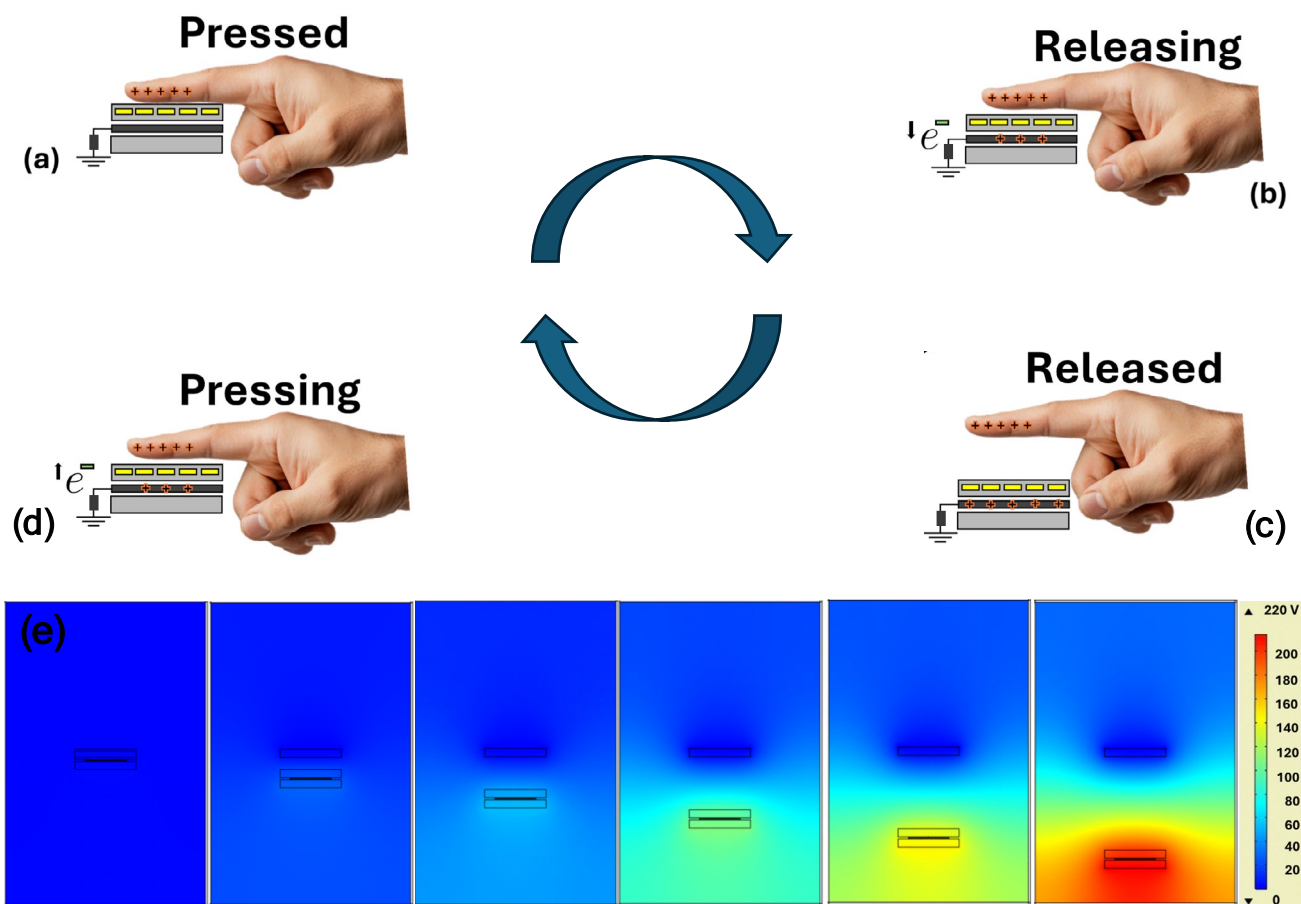 Pressed
+ + + + +
(a)
Releasing
+ + + + +
e
+ + +
(b)
Pressing
+ + + + +
e
+ + +
(d)
Released
+ + + + +
+ + + + +
(c)
(e)
220 V
200
180
160
140
120
100
80
60
40
20
0